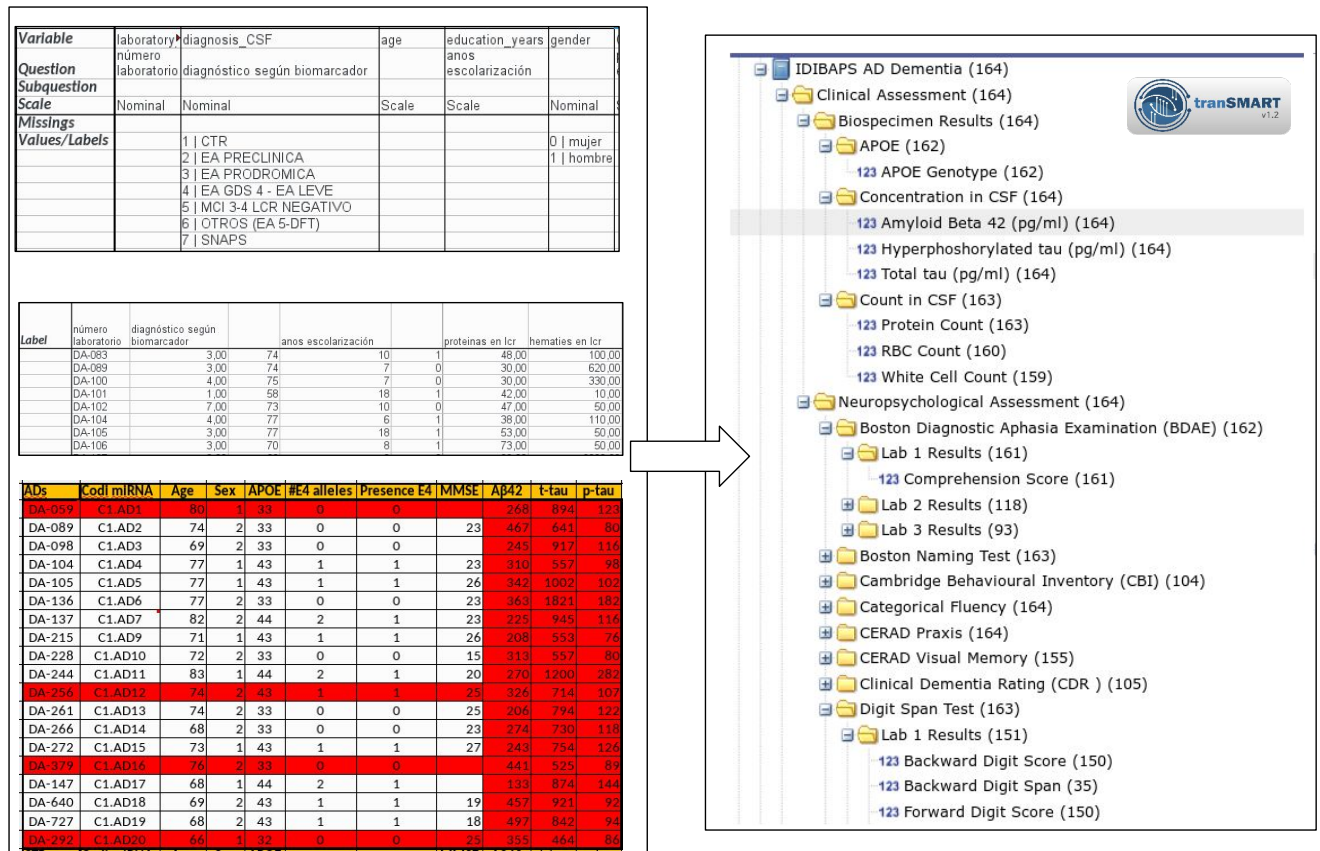 Variable laboratory diagnosis_CSF age education_years gender
número anos
Question laboratorio diagnóstico según biomarcador escolarización
Subquestion
Scale Nominal Nominal Scale Scale Nominal
Missings
Values/Labels 1 | CTR 0 | mujer
2 | EA PRECLINICA 1 | hombre
3 | EA PRODROMICA
4 | EA GDS 4 - EA LEVE
5 | MCI 3-4 LCR NEGATIVO
6 | OTROS (EA 5-DFT)
7 | SNAPS
número diagnóstico según
Label laboratorio biomarcador anos escolarización proteinas en lcr hematies en lcr
DA-083 3,00 74 10 1 48,00 100,00
DA-089 3,00 74 7 0 30,00 620,00
DA-100 4,00 75 7 0 30,00 330,00
DA-101 1,00 58 18 1 42,00 10,00
DA-102 7,00 73 10 0 47,00 50,00
DA-104 4,00 77 6 1 38,00 110,00
DA-105 3,00 77 18 1 53,00 50,00
DA-106 3,00 70 8 1 73,00 50,00
ADs Codi miRNA Age Sex APOE #E4 alleles Presence E4 MMSE Aβ42 t-tau p-tau
DA-059 C1.AD1 80 1 33 0 0 268 894 123
DA-089 C1.AD2 74 2 33 0 0 23 467 641 80
DA-098 C1.AD3 69 2 33 0 0 245 917 116
DA-104 C1.AD4 77 1 43 1 1 23 310 557 98
DA-105 C1.AD5 77 1 43 1 1 26 342 1002 102
DA-136 C1.AD6 77 2 33 0 0 23 363 1821 182
DA-137 C1.AD7 82 2 44 2 1 23 225 945 116
DA-215 C1.AD9 71 1 43 1 1 26 208 553 76
DA-228 C1.AD10 72 2 33 0 0 15 313 557 80
DA-244 C1.AD11 83 1 44 2 1 20 270 1200 282
DA-256 C1.AD12 74 2 43 1 1 25 326 714 107
DA-261 C1.AD13 74 2 33 0 0 25 206 794 122
DA-266 C1.AD14 68 2 33 0 0 23 274 730 118
DA-272 C1.AD15 73 1 43 1 1 27 243 754 126
DA-379 C1.AD16 76 2 33 0 0 441 525 89
DA-147 C1.AD17 68 1 44 2 1 133 874 144
DA-640 C1.AD18 69 2 43 1 1 19 457 921 92
DA-727 C1.AD19 68 2 43 1 1 18 497 842 94
DA-292 C1.AD20 66 1 32 0 0 25 355 464 86
IDIBAPS AD Dementia (164)
Clinical Assessment (164)
tranSMART
v1.2
Biospecimen Results (164)
APOE (162)
123 APOE Genotype (162)
Concentration in CSF (164)
123 Amyloid Beta 42 (pg/ml) (164)
123 Hyperphoshorylated tau (pg/ml) (164)
123 Total tau (pg/ml) (164)
Count in CSF (163)
123 Protein Count (163)
123 RBC Count (160)
123 White Cell Count (159)
Neuropsychological Assessment (164)
Boston Diagnostic Aphasia Examination (BDAE) (162)
Lab 1 Results (161)
123 Comprehension Score (161)
Lab 2 Results (118)
Lab 3 Results (93)
Boston Naming Test (163)
Cambridge Behavioural Inventory (CBI) (104)
Categorical Fluency (164)
CERAD Praxis (164)
CERAD Visual Memory (155)
Clinical Dementia Rating (CDR ) (105)
Digit Span Test (163)
Lab 1 Results (151)
123 Backward Digit Score (150)
123 Backward Digit Span (35)
123 Forward Digit Score (150)